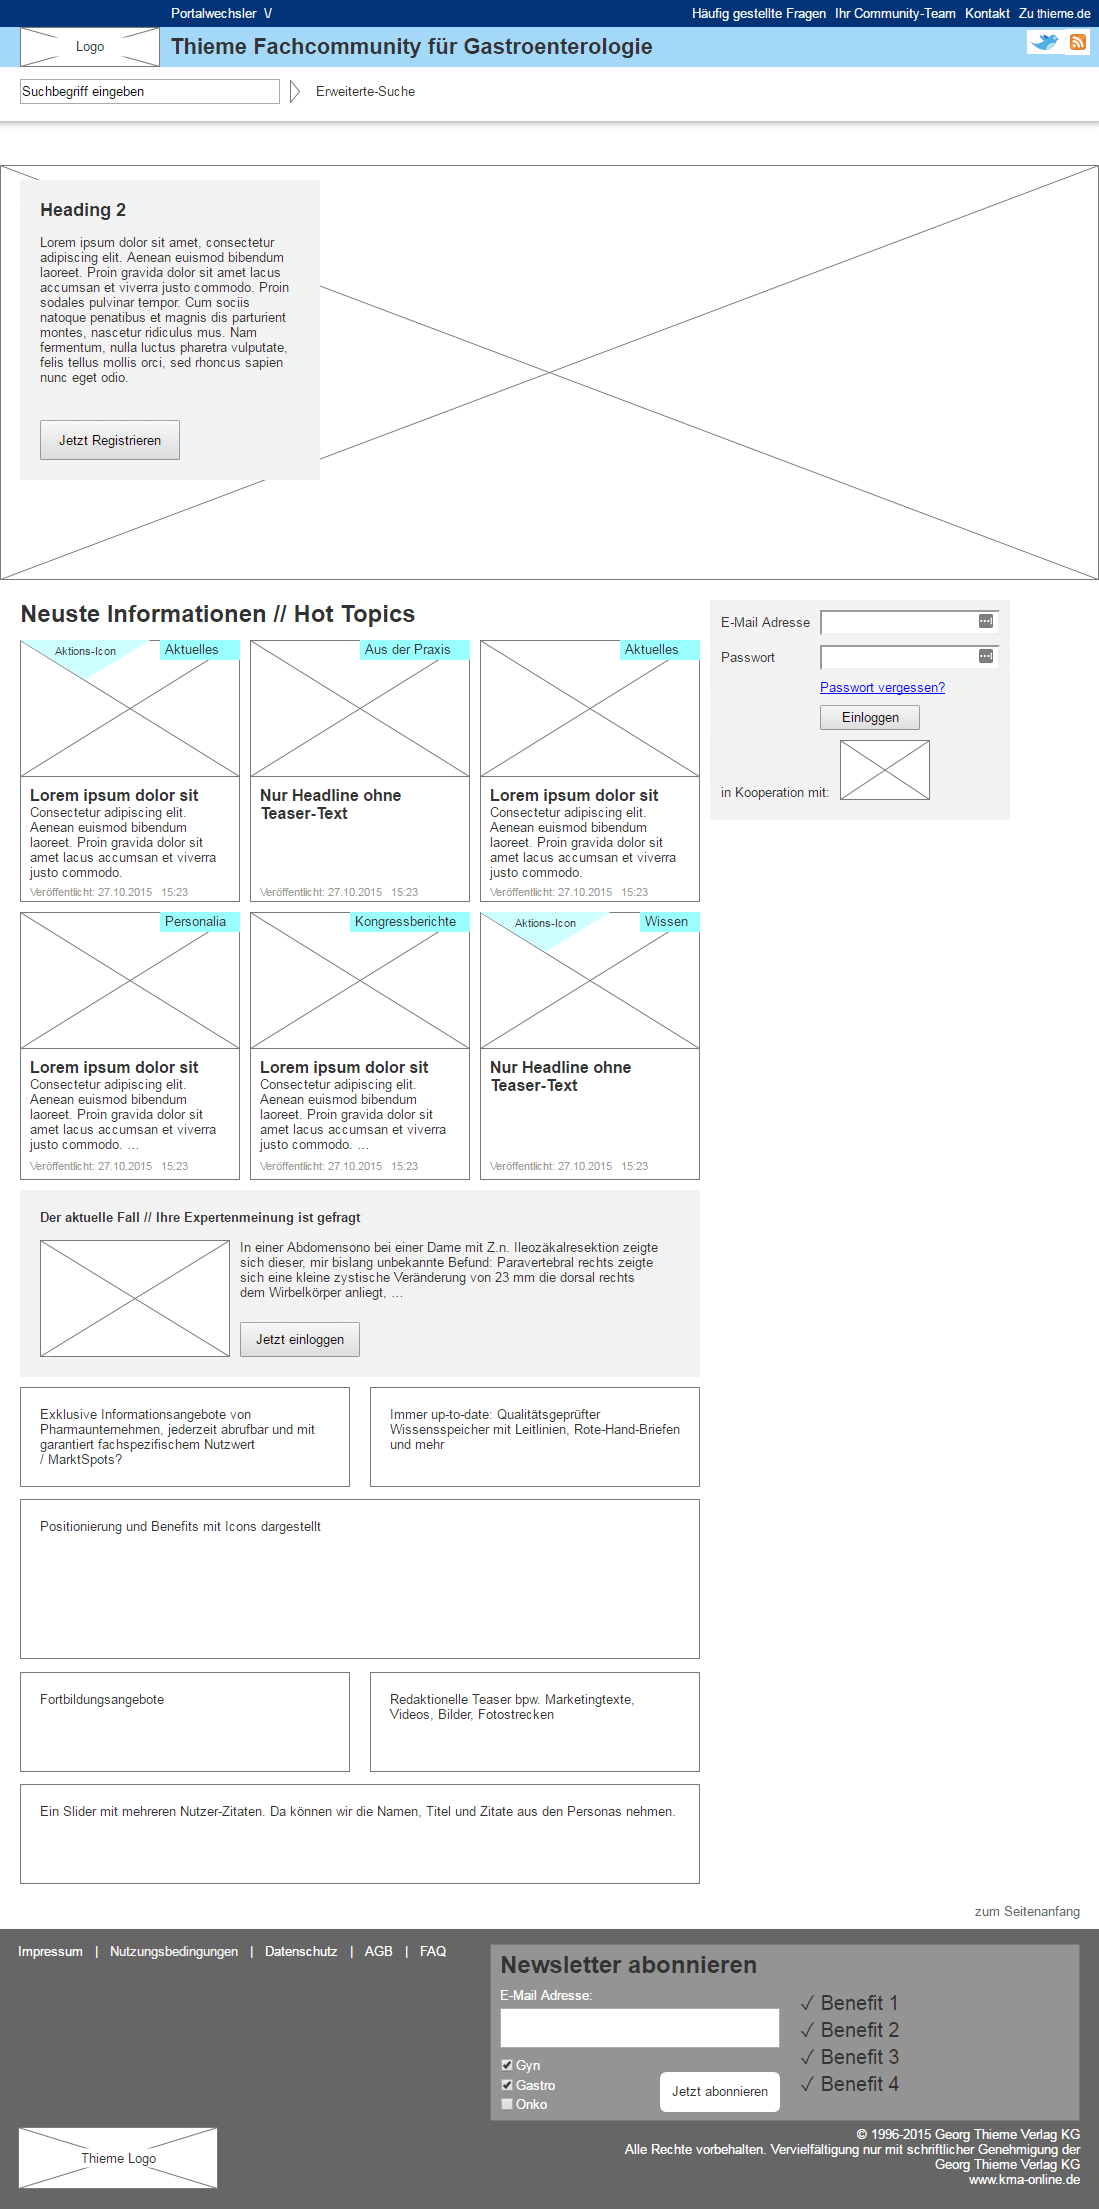 Portalwechsler V
Häufig gestellte Fragen Ihr Community-Team Kontakt Zu thieme.de
Logo
Thieme Fachcommunity für Gastroenterologie
Suchbegriff eingeben
Erweiterte-Suche
Heading 2
Lorem ipsum dolor sit amet, consectetur
adipiscing elit. Aenean euismod bibendum
laoreet. Proin gravida dolor sit amet lacus
accumsan et viverra justo commodo. Proin
sodales pulvinar tempor. Cum sociis
natoque penatibus et magnis dis parturient
montes, nascetur ridiculus mus. Nam
fermentum, nulla luctus pharetra vulputate,
felis tellus mollis orci, sed rhoncus sapien
nunc eget odio.
Jetzt Registrieren
Neuste Informationen // Hot Topics
Aktions-Icon
Aktuelles
Lorem ipsum dolor sit
Consectetur adipiscing elit.
Aenean euismod bibendum
laoreet. Proin gravida dolor sit
amet lacus accumsan et viverra
justo commodo.
Veröffentlicht: 27.10.2015 15:23
Aus der Praxis
Nur Headline ohne
Teaser-Text
Veröffentlicht: 27.10.2015 15:23
Aktuelles
Lorem ipsum dolor sit
Consectetur adipiscing elit.
Aenean euismod bibendum
laoreet. Proin gravida dolor sit
amet lacus accumsan et viverra
justo commodo.
Veröffentlicht: 27.10.2015 15:23
E-Mail Adresse
Passwort
Passwort vergessen?
Einloggen
in Kooperation mit:
Personalia
Lorem ipsum dolor sit
Consectetur adipiscing elit.
Aenean euismod bibendum
laoreet. Proin gravida dolor sit
amet lacus accumsan et viverra
justo commodo. ...
Veröffentlicht: 27.10.2015 15:23
Kongressberichte
Lorem ipsum dolor sit
Consectetur adipiscing elit.
Aenean euismod bibendum
laoreet. Proin gravida dolor sit
amet lacus accumsan et viverra
justo commodo. ...
Veröffentlicht: 27.10.2015 15:23
Aktions-Icon
Wissen
Nur Headline ohne
Teaser-Text
Veröffentlicht: 27.10.2015 15:23
Der aktuelle Fall // Ihre Expertenmeinung ist gefragt
In einer Abdomensono bei einer Dame mit Z.n. Ileozäkalresektion zeigte
sich dieser, mir bislang unbekannte Befund: Paravertebral rechts zeigte
sich eine kleine zystische Veränderung von 23 mm die dorsal rechts
dem Wirbelkörper anliegt, ...
Jetzt einloggen
Exklusive Informationsangebote von
Pharmaunternehmen, jederzeit abrufbar und mit
garantiert fachspezifischem Nutzwert
/ MarktSpots?
Immer up-to-date: Qualitätsgeprüfter
Wissensspeicher mit Leitlinien, Rote-Hand-Briefen
und mehr
Positionierung und Benefits mit Icons dargestellt
Fortbildungsangebote
Redaktionelle Teaser bpw. Marketingtexte,
Videos, Bilder, Fotostrecken
Ein Slider mit mehreren Nutzer-Zitaten. Da können wir die Namen, Titel und Zitate aus den Personas nehmen.
zum Seitenanfang
Impressum | Nutzungsbedingungen | Datenschutz | AGB | FAQ
Newsletter abonnieren
E-Mail Adresse:
Gyn
Gastro
Onko
Jetzt abonnieren
✓ Benefit 1
✓ Benefit 2
✓ Benefit 3
✓ Benefit 4
Thieme Logo
© 1996-2015 Georg Thieme Verlag KG
Alle Rechte vorbehalten. Vervielfältigung nur mit schriftlicher Genehmigung der
Georg Thieme Verlag KG
www.kma-online.de